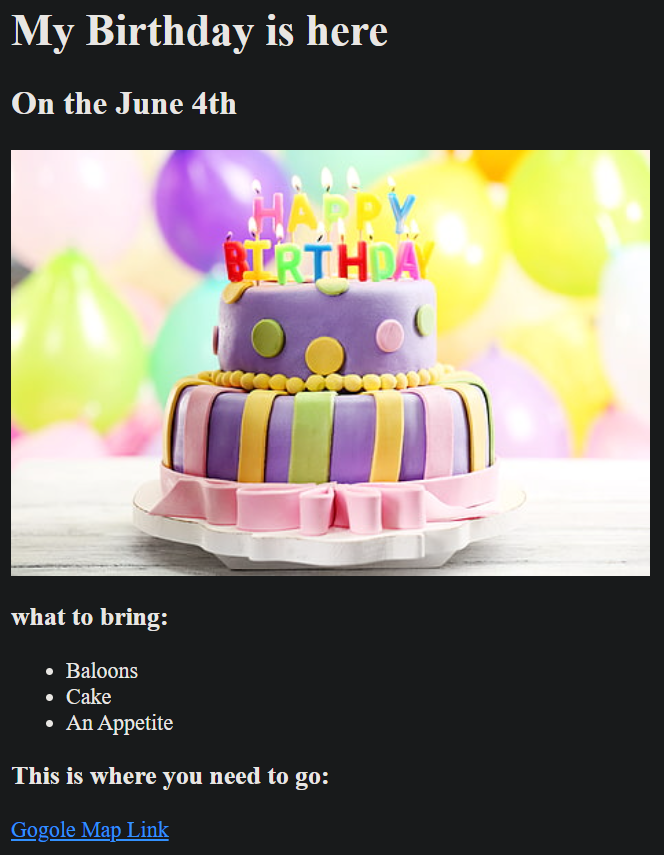 My Birthday is here
On the June 4th
HAPPY
BIRTHDAY
what to bring:
Baloons
Cake
An Appetite
This is where you need to go:
Gogole Map Link